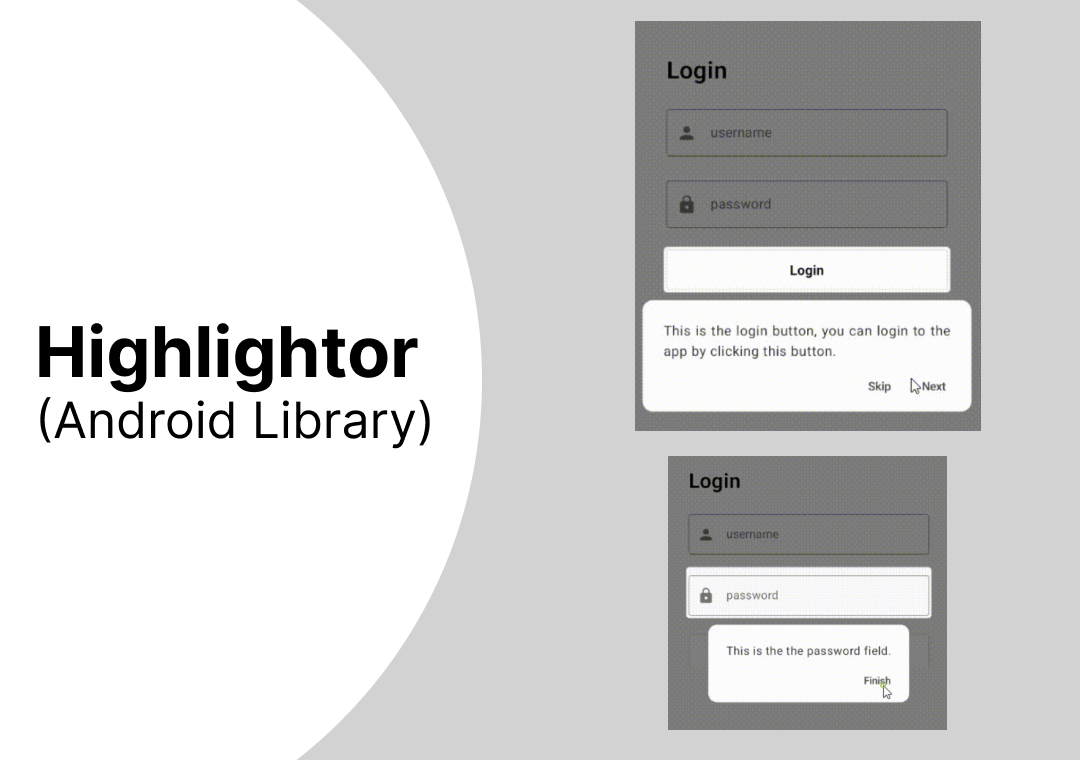 Highlightor
(Android Library)
Login
username
password
Login
This is the login button, you can login to the
app by clicking this button.
Skip Next
Login
username
password
This is the the password field.
Finish